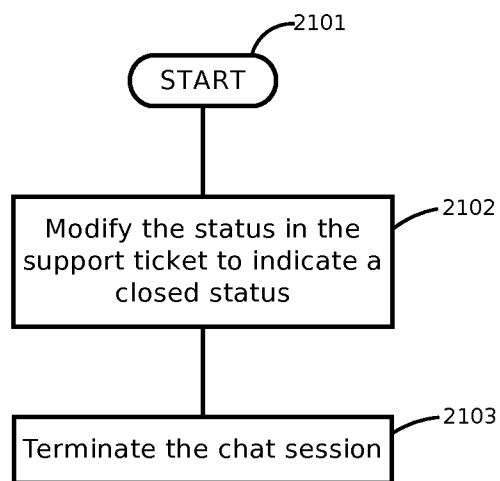 2101
START
2102
Modify the status in the
support ticket to indicate a
closed status
2103
Terminate the chat session